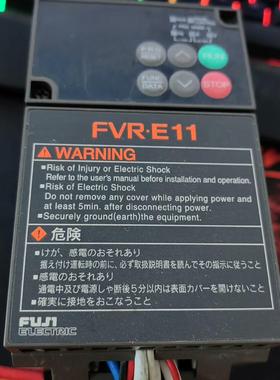 PRG
RESET
RUN
FUNC
DATA
STOP
FVR·E11
WARNING
■Risk of Injury or Electric Shock
Refer to the user's manual before installation and operation.
■Risk of Electric Shock
Do not remove any cover while applying power and
at least 5min. after disconnecting power.
■Securely ground(earth)the equipment.
危険
■けが、感電のおそれあり
据え付け運転時の前に、必ず取扱説明書を読んでその指示に従うこと
■感電のおそれあり
通電中及び電源しゃ断後5分以内は表面カバーを開けないこと
■確実に接地をおこなうこと
FUJI
ELECTRIC